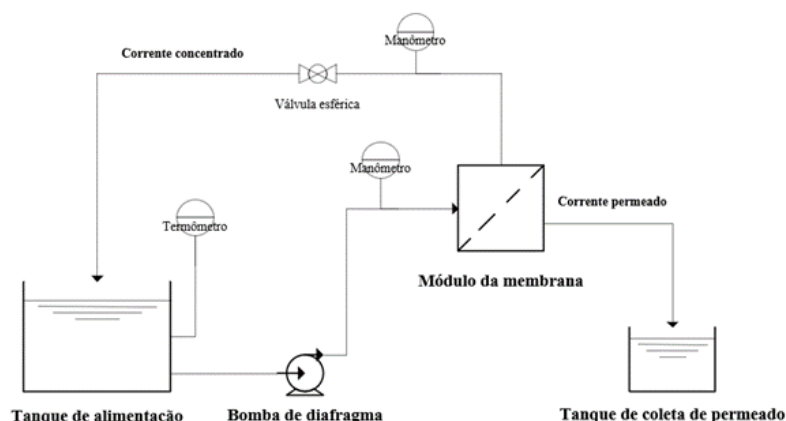 Manômetro
Corrente concentrado
Válvula esférica
Manômetro
Corrente permeado
Termômetro
Módulo da membrana
Tanque de alimentação
Bomba de diafragma
Tanque de coleta de permeado